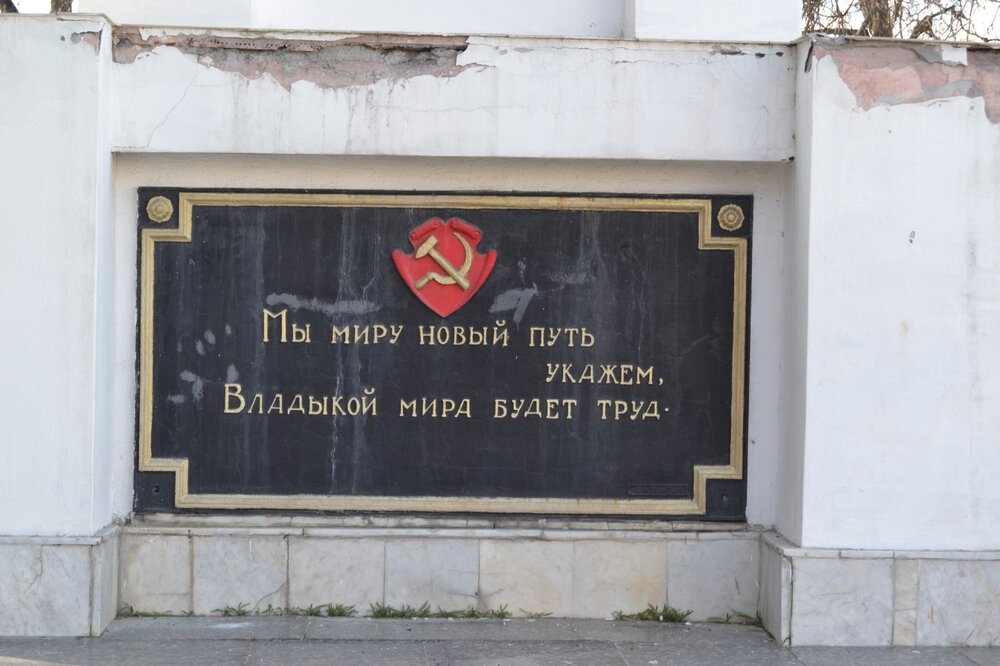 Мы миру новый путь
укажем,
Владыкой мира будет труд.